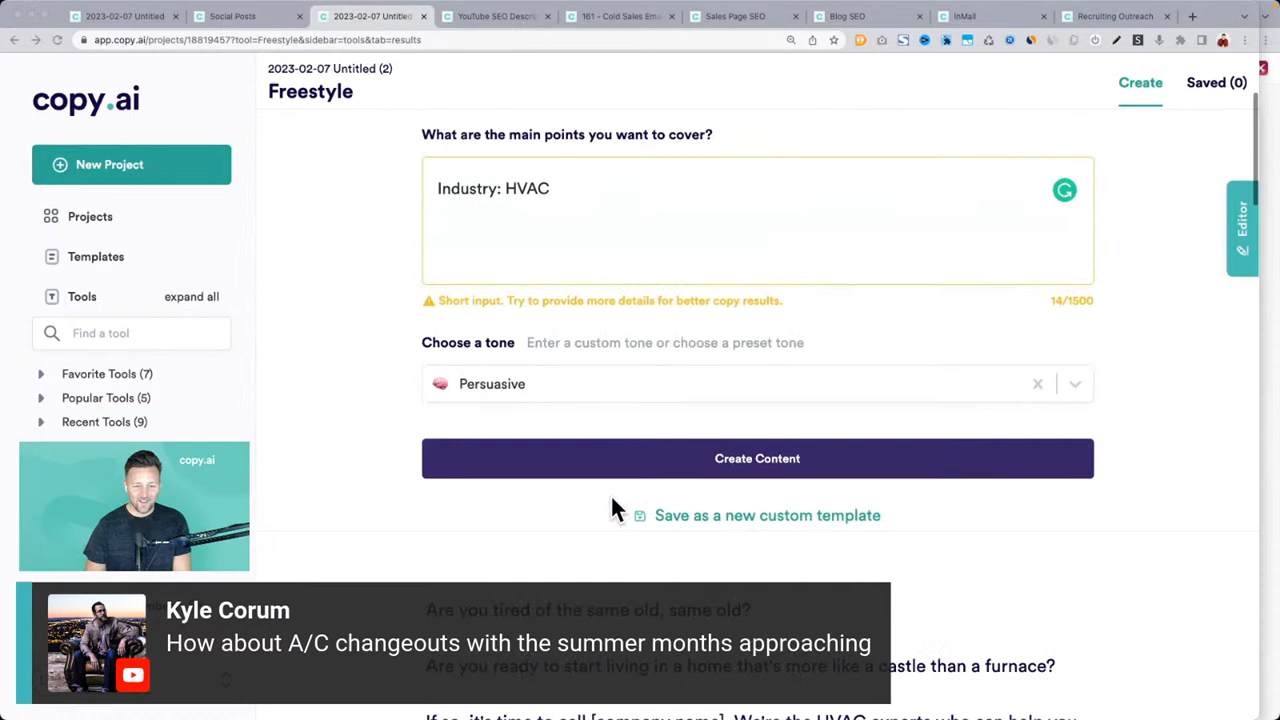 2023-02-07 Untitled
Social Posts
2023-02-07 Untitled
YouTube SEO Descri
161 - Cold Sales Ema
Sales Page SEO
Blog SEO
InMail
Recruiting Outreach
app.copy.ai/projects/18819457?tool=Freestyle&sidebar=tools&tab=results
copy.ai
New Project
Projects
Templates
Tools
expand all
Find a tool
Favorite Tools (7)
Popular Tools (5)
Recent Tools (9)
2023-02-07 Untitled (2)
Freestyle
Create
Saved (0)
What are the main points you want to cover?
Industry: HVAC
Short input. Try to provide more details for better copy results.
14/1500
Choose a tone
Enter a custom tone or choose a preset tone
Persuasive
Create Content
Save as a new custom template
Editor
copy.ai
Are you tired of the same old, same old?
Kyle Corum
How about A/C changeouts with the summer months approaching
Are you ready to start living in a home that's more like a castle than a furnace?
If so, it's time to call [company name]. We're the HVAC experts who can help you